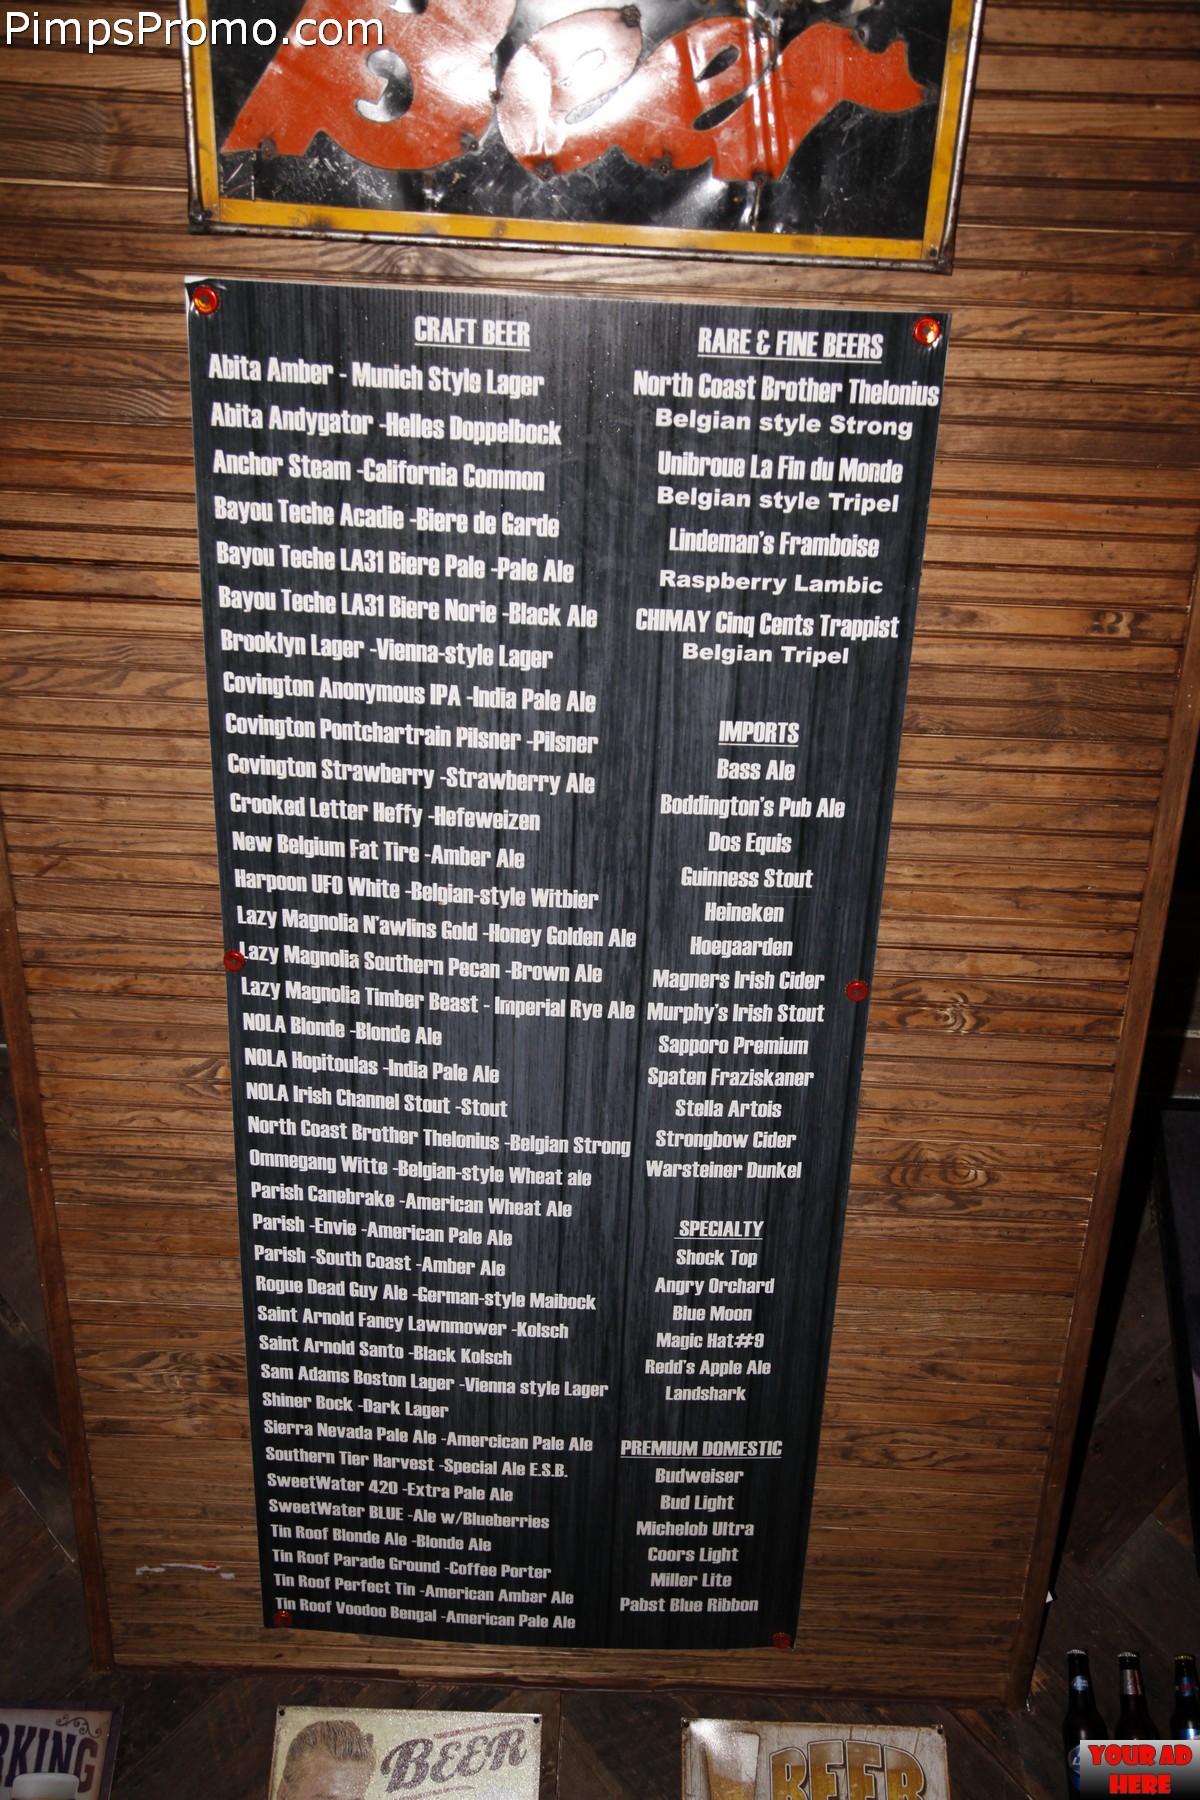 PimpsPromo.com
Beer
CRAFT BEER
Abita Amber - Munich Style Lager
Abita Andygator -Helles Doppelbock
Anchor Steam -California Common
Bayou Teche Acadie -Biere de Garde
Bayou Teche LA31 Biere Pale -Pale Ale
Bayou Teche LA31 Biere Norie -Black Ale
Brooklyn Lager -Vienna-style Lager
Covington Anonymous IPA -India Pale Ale
Covington Pontchartrain Pilsner -Pilsner
Covington Strawberry -Strawberry Ale
Crooked Letter Heffy -Hefeweizen
New Belgium Fat Tire -Amber Ale
Harpoon UFO White -Belgian-style Witbier
Lazy Magnolia N'awlins Gold -Honey Golden Ale
Lazy Magnolia Southern Pecan -Brown Ale
Lazy Magnolia Timber Beast - Imperial Rye Ale
NOLA Blonde -Blonde Ale
NOLA Hopitoulas -India Pale Ale
NOLA Irish Channel Stout -Stout
North Coast Brother Thelonius -Belgian Strong
Ommegang Witte -Belgian-style Wheat ale
Parish Canebrake -American Wheat Ale
Parish -Envie -American Pale Ale
Parish -South Coast -Amber Ale
Rogue Dead Guy Ale -German-style Maibock
Saint Arnold Fancy Lawnmower -Kolsch
Saint Arnold Santo -Black Kolsch
Sam Adams Boston Lager -Vienna style Lager
Shiner Bock -Dark Lager
Sierra Nevada Pale Ale -Amercican Pale Ale
Southern Tier Harvest -Special Ale E.S.B.
SweetWater 420 -Extra Pale Ale
SweetWater BLUE -Ale w/Blueberries
Tin Roof Blonde Ale -Blonde Ale
Tin Roof Parade Ground -Coffee Porter
Tin Roof Perfect Tin -American Amber Ale
Tin Roof Voodoo Bengal -American Pale Ale
RARE & FINE BEERS
North Coast Brother Thelonius
Belgian style Strong
Unibroue La Fin du Monde
Belgian style Tripel
Lindeman's Framboise
Raspberry Lambic
CHIMAY Cinq Cents Trappist
Belgian Tripel
IMPORTS
Bass Ale
Boddington's Pub Ale
Dos Equis
Guinness Stout
Heineken
Hoegaarden
Magners Irish Cider
Murphy's Irish Stout
Sapporo Premium
Spaten Fraziskaner
Stella Artois
Strongbow Cider
Warsteiner Dunkel
SPECIALTY
Shock Top
Angry Orchard
Blue Moon
Magic Hat#9
Redd's Apple Ale
Landshark
PREMIUM DOMESTIC
Budweiser
Bud Light
Michelob Ultra
Coors Light
Miller Lite
Pabst Blue Ribbon
RKING
BEER
BEER
YOUR AD
HERE